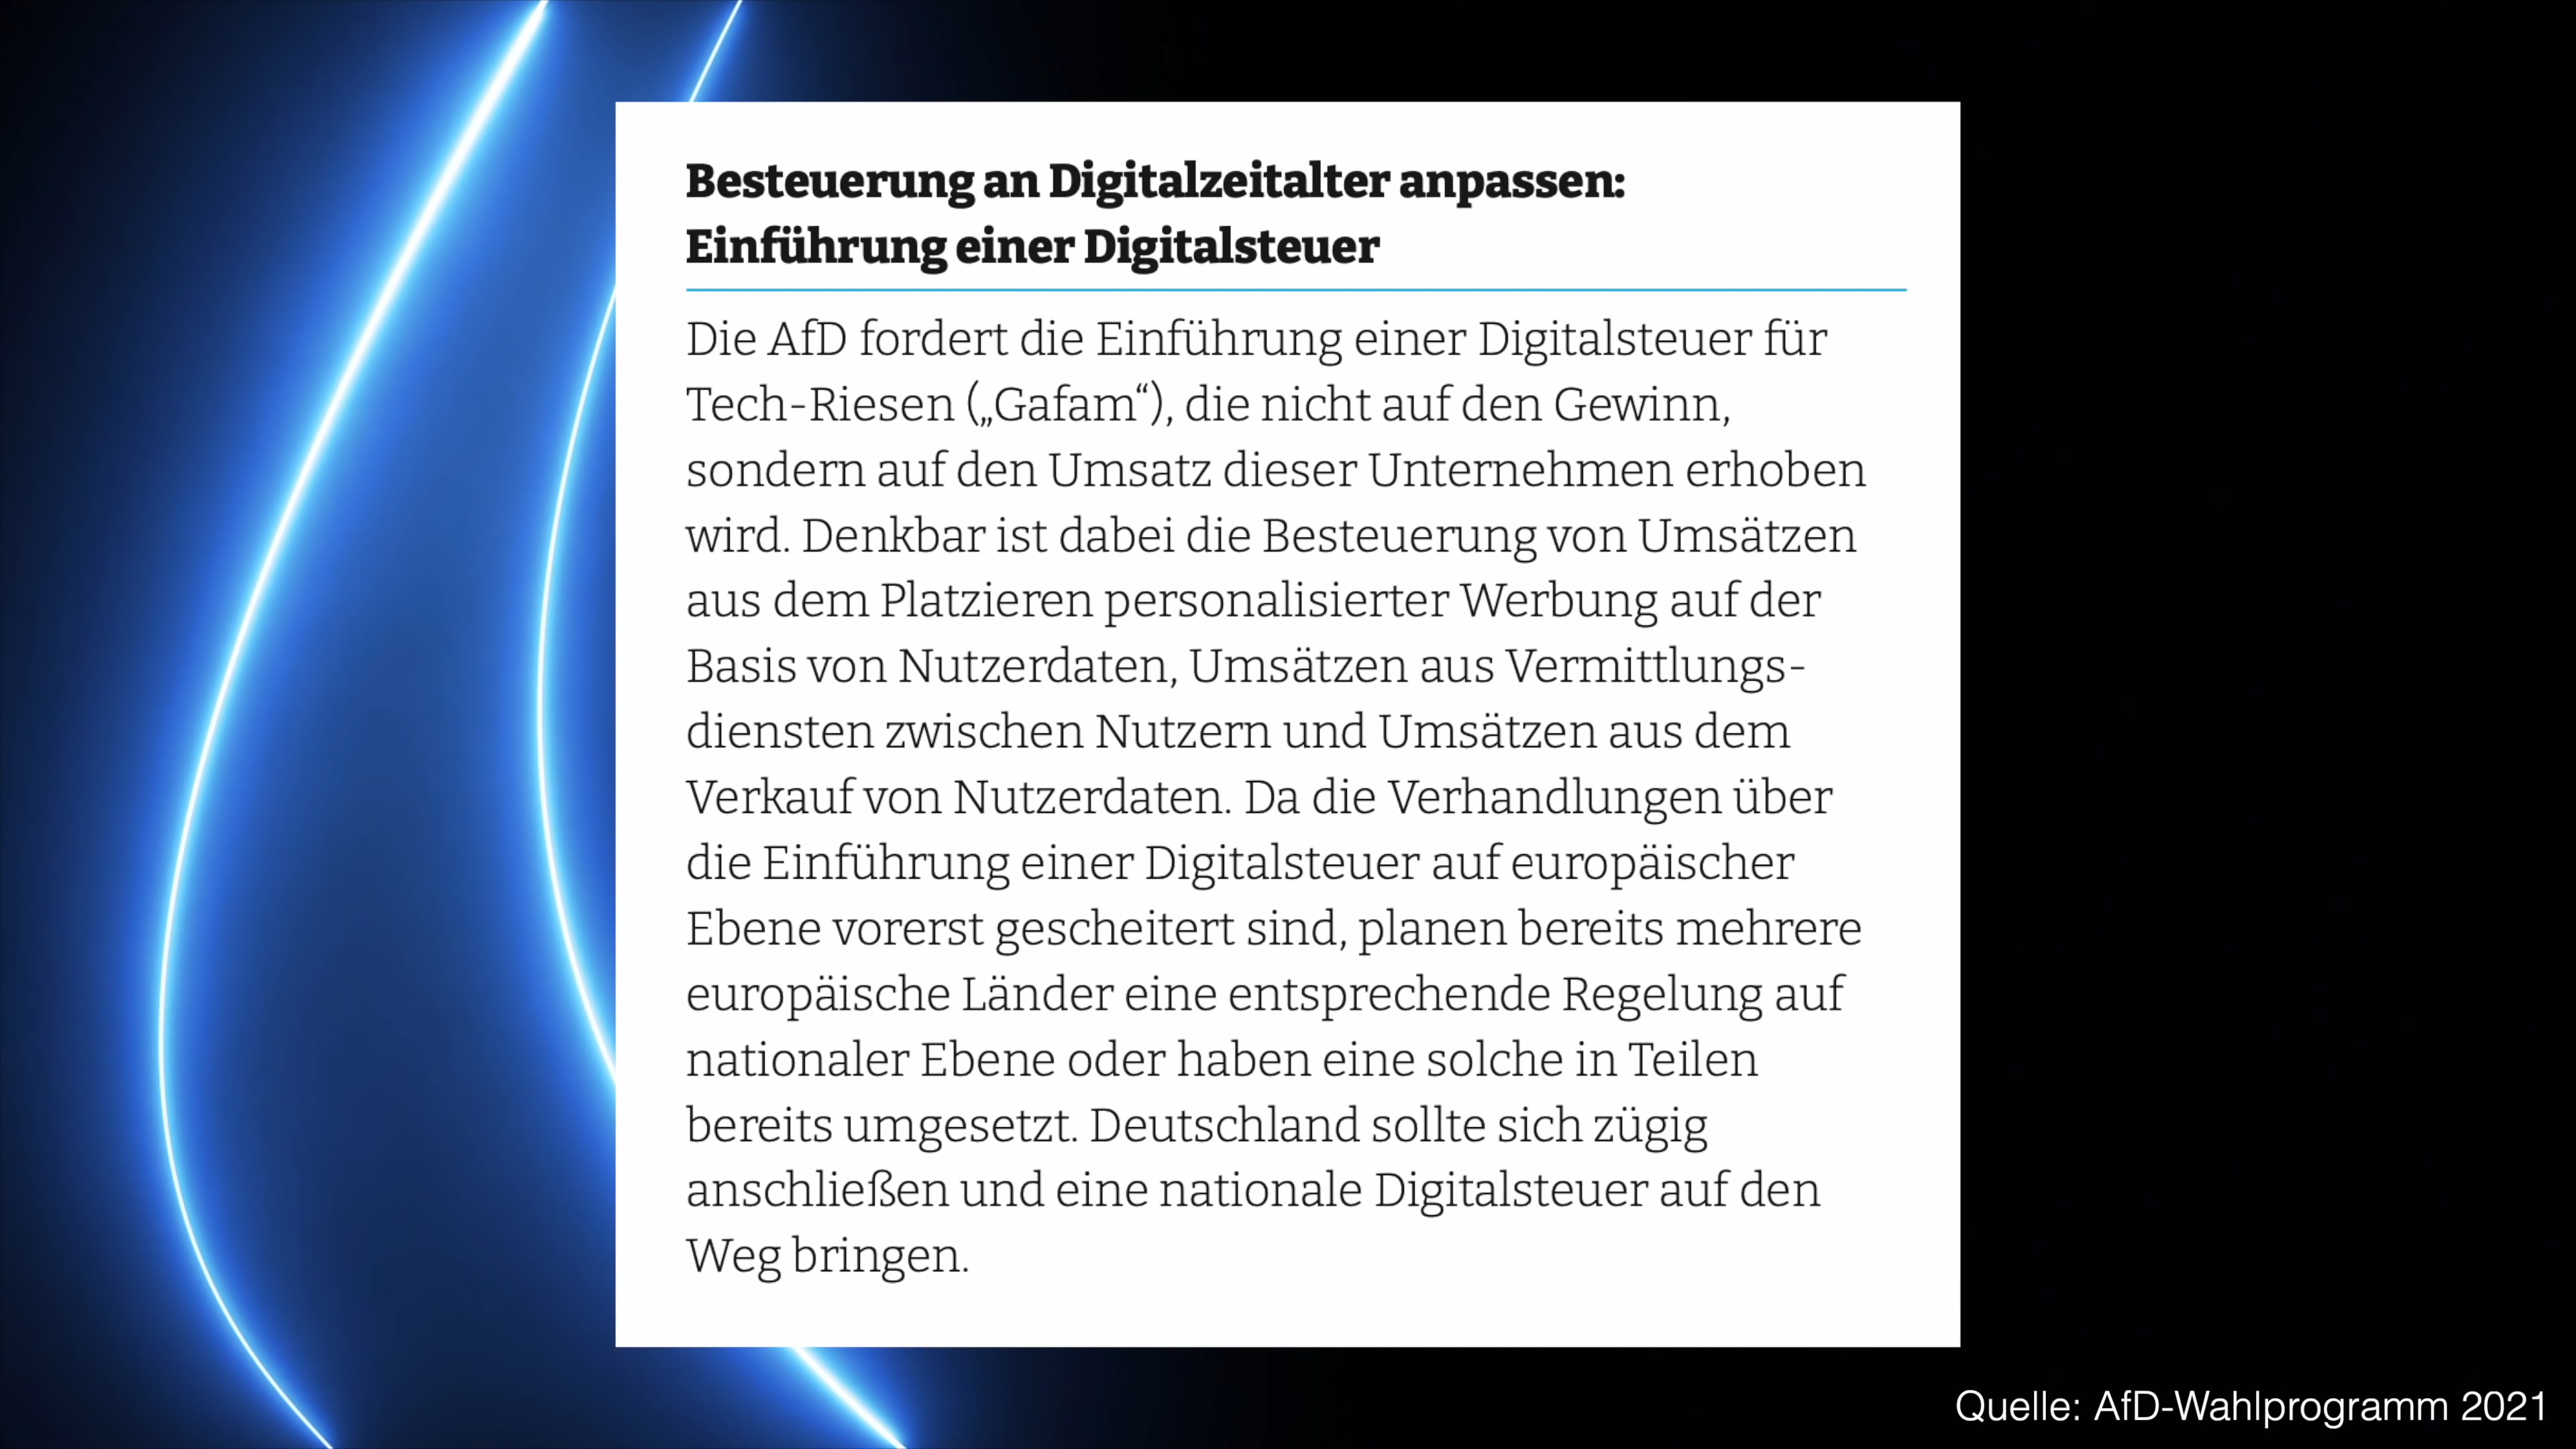 Besteuerung an Digitalzeitalter anpassen:
Einführung einer Digitalsteuer
Die AfD fordert die Einführung einer Digitalsteuer für
Tech-Riesen („Gafam“), die nicht auf den Gewinn,
sondern auf den Umsatz dieser Unternehmen erhoben
wird. Denkbar ist dabei die Besteuerung von Umsätzen
aus dem Platzieren personalisierter Werbung auf der
Basis von Nutzerdaten, Umsätzen aus Vermittlungs-
diensten zwischen Nutzern und Umsätzen aus dem
Verkauf von Nutzerdaten. Da die Verhandlungen über
die Einführung einer Digitalsteuer auf europäischer
Ebene vorerst gescheitert sind, planen bereits mehrere
europäische Länder eine entsprechende Regelung auf
nationaler Ebene oder haben eine solche in Teilen
bereits umgesetzt. Deutschland sollte sich zügig
anschließen und eine nationale Digitalsteuer auf den
Weg bringen.
Quelle: AfD-Wahlprogramm 2021